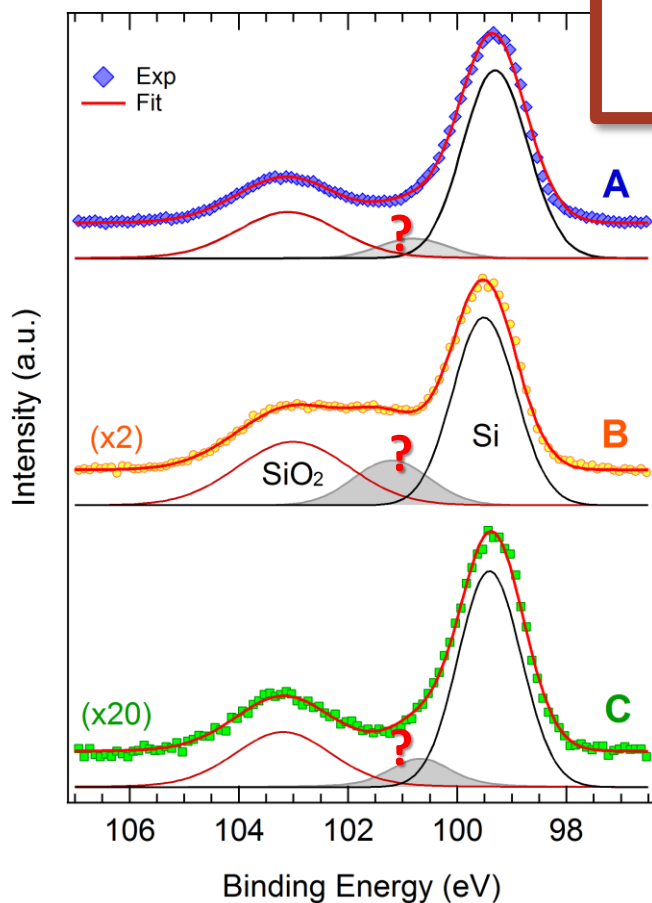 Exp
Fit
A
?
(x2)
B
?
Si
SiO₂
(x20)
C
?
Intensity (a.u.)
106 104 102 100 98
Binding Energy (eV)